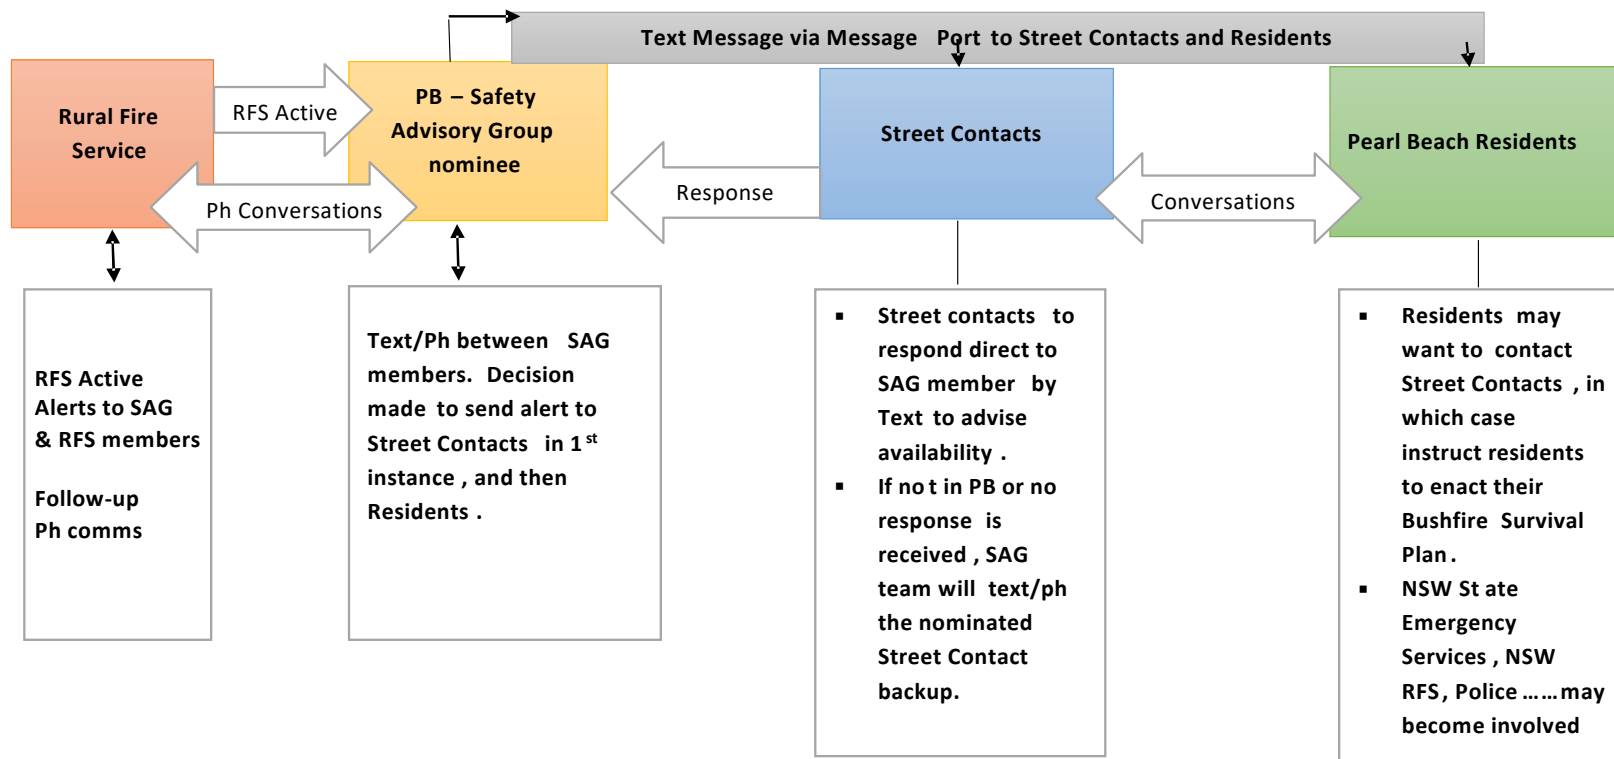 Text Message via Message Port to Street Contacts and Residents
Rural Fire
Service
RFS Active
PB – Safety
Advisory Group
nominee
Street Contacts
Pearl Beach Residents
Ph Conversations
Response
Conversations
RFS Active
Alerts to SAG
& RFS members
Follow-up
Ph comms
Text/Ph between SAG
members. Decision
made to send alert to
Street Contacts in 1st
instance, and then
Residents.
▪ Street contacts to
respond direct to
SAG member by
Text to advise
availability.
▪ If not in PB or no
response is
received, SAG
team will text/ph
the nominated
Street Contact
backup.
▪ Residents may
want to contact
Street Contacts, in
which case
instruct residents
to enact their
Bushfire Survival
Plan.
▪ NSW State
Emergency
Services, NSW
RFS, Police ……may
become involved